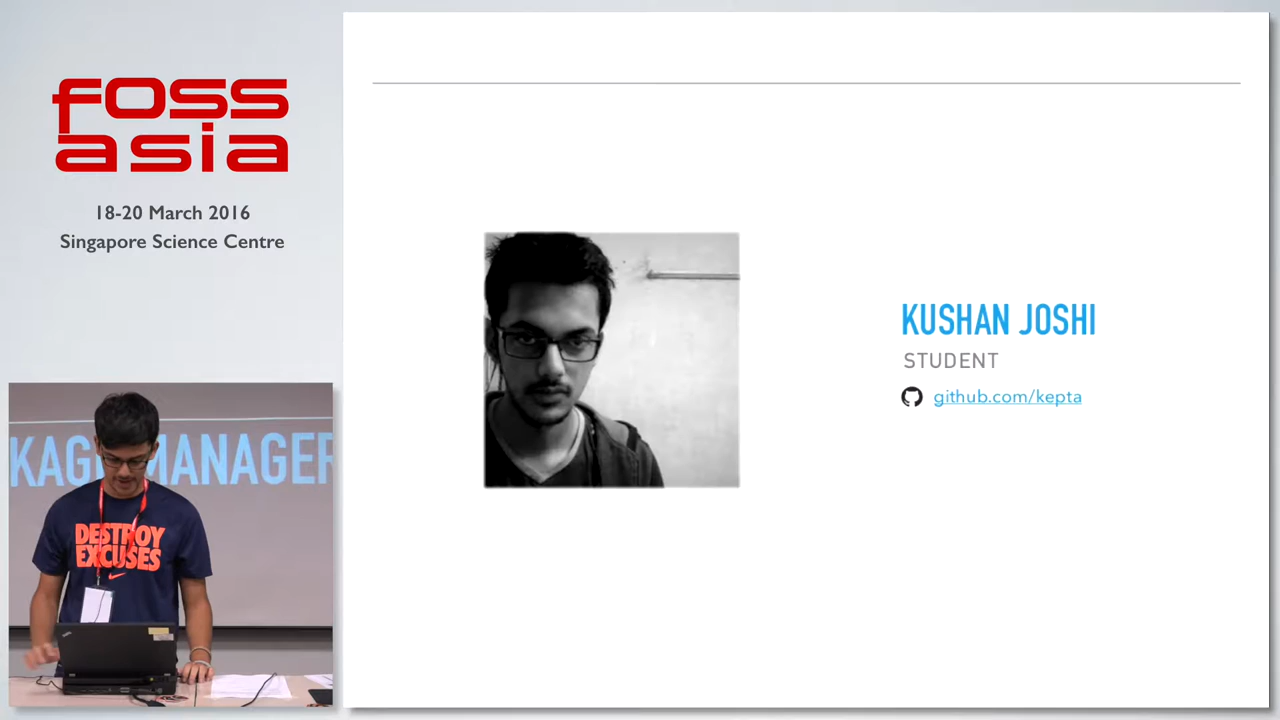 foss
asia
18-20 March 2016
Singapore Science Centre
KAGE MANAGER
DESTROY
EXCUSES
KUSHAN JOSHI
STUDENT
github.com/kepta